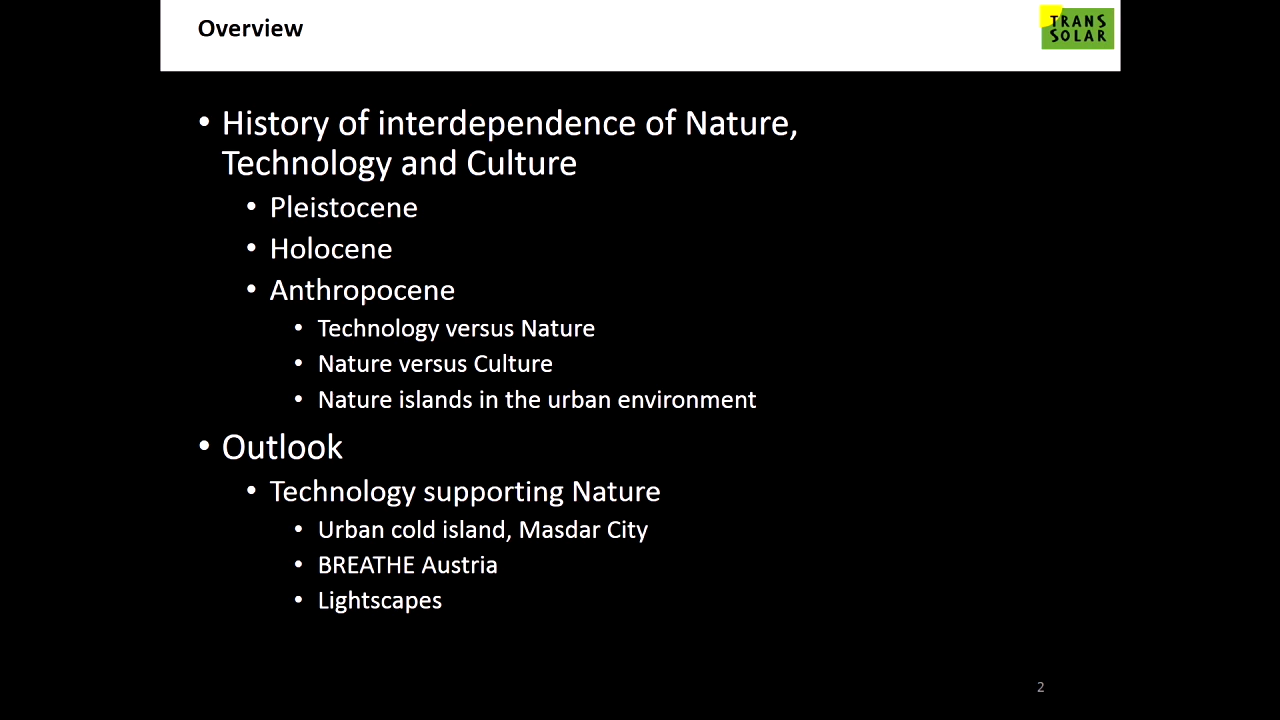 Overview
TRANS
SOLAR
• History of interdependence of Nature,
Technology and Culture
• Pleistocene
• Holocene
• Anthropocene
• Technology versus Nature
• Nature versus Culture
• Nature islands in the urban environment
• Outlook
• Technology supporting Nature
• Urban cold island, Masdar City
• BREATHE Austria
• Lightscapes
2